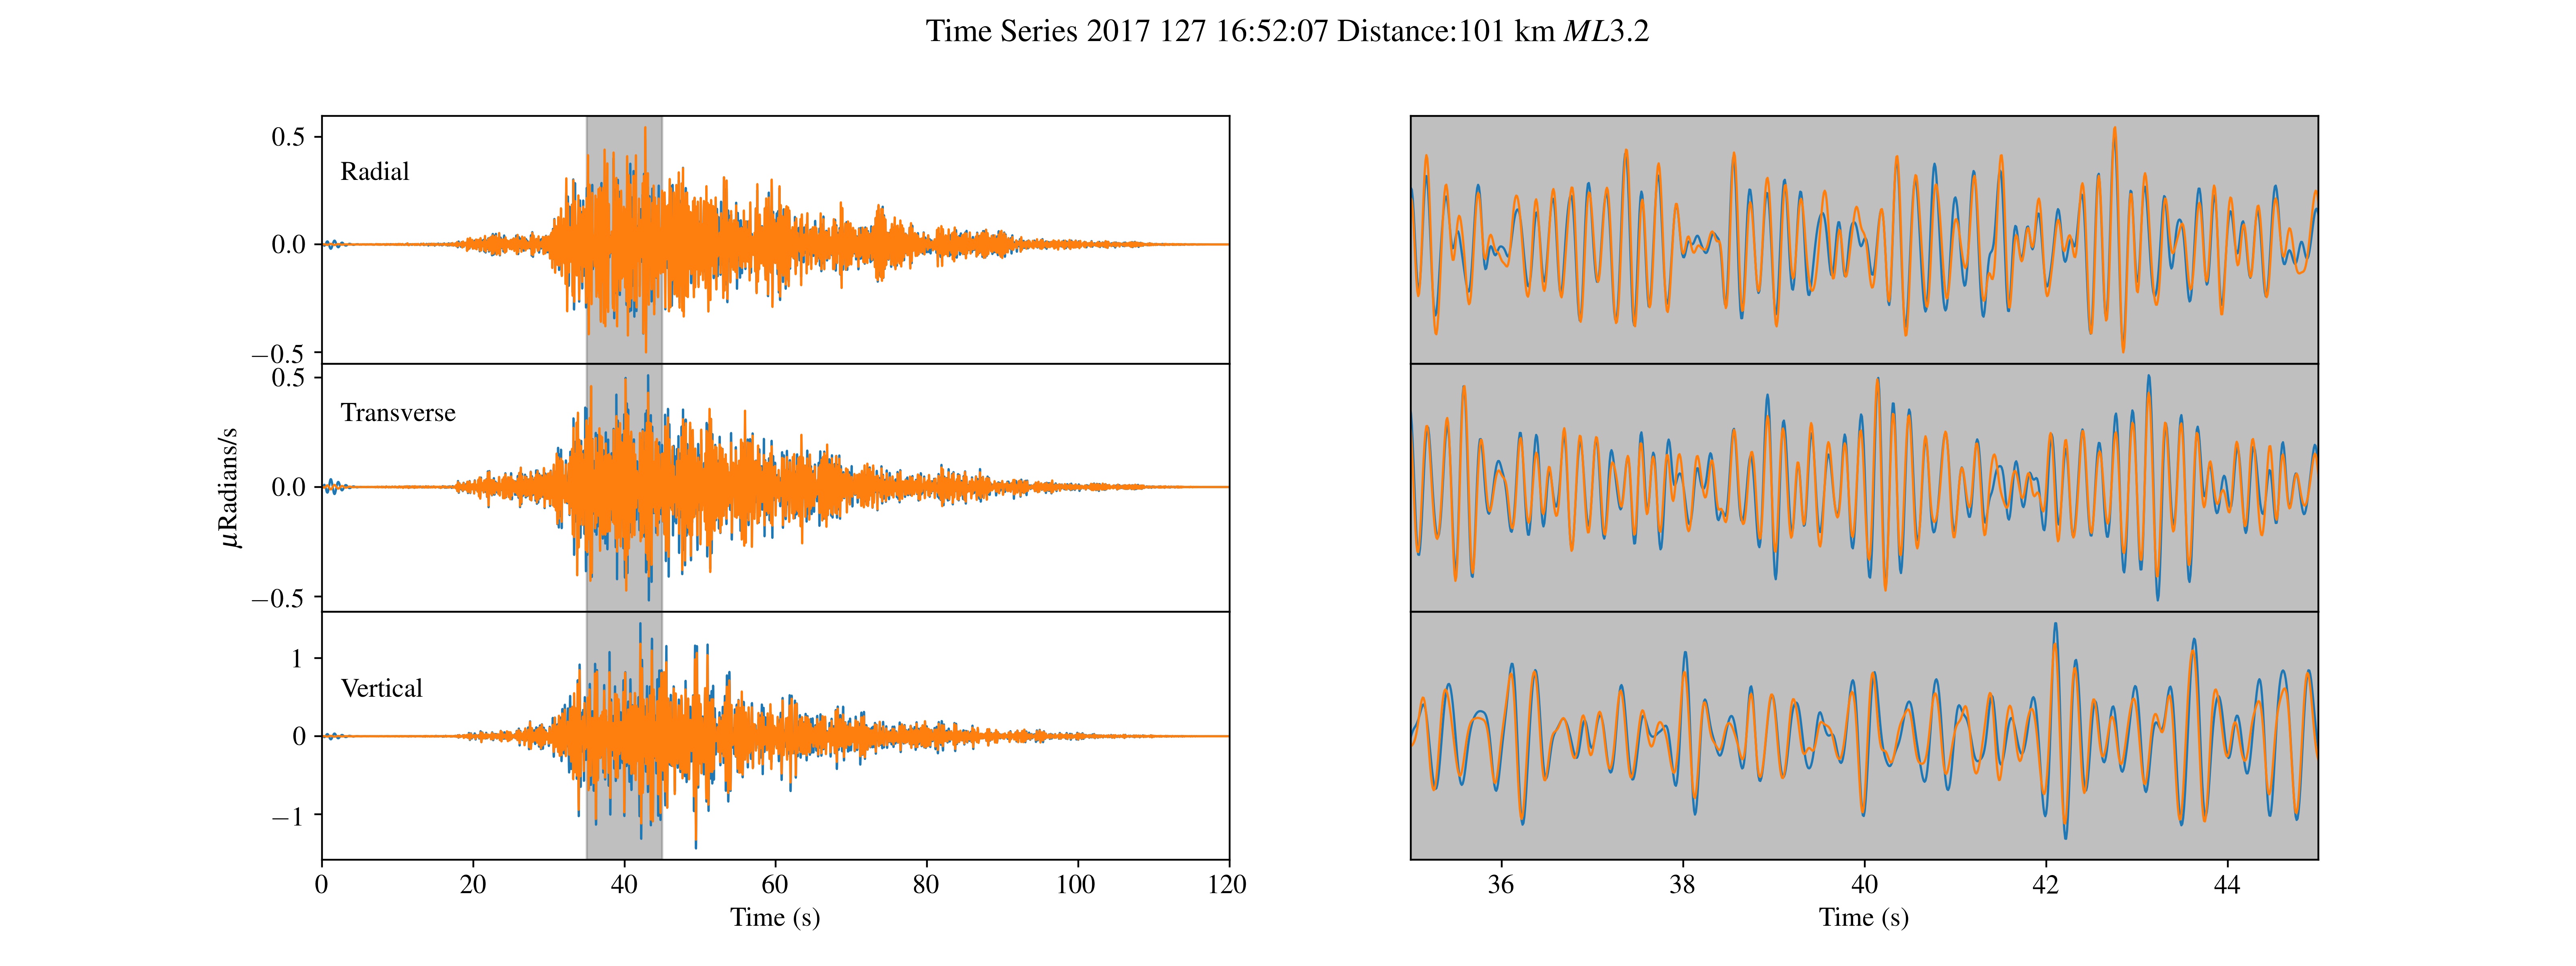 Time Series 2017 127 16:52:07 Distance:101 km ML3.2
0.5
Radial
0.0
−0.5
0.5
Transverse
0.0
−0.5
μRadians/s
1
Vertical
0
−1
0 20 40 60 80 100 120
Time (s)
36 38 40 42 44
Time (s)